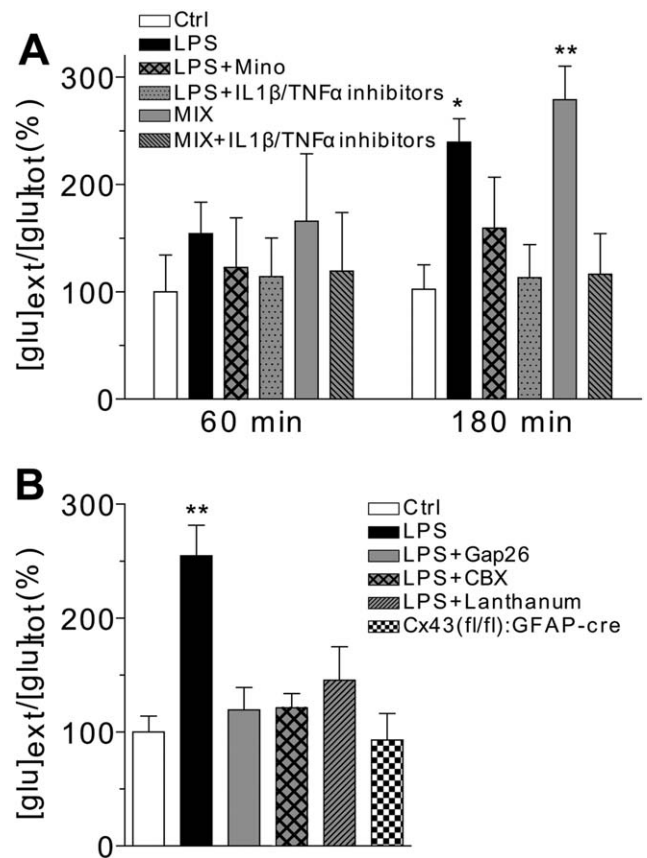 A
Ctrl
LPS
LPS+Mino
LPS+IL1β/TNFα inhibitors
MIX
MIX+IL1β/TNFα inhibitors
[glu]ext/[glu]tot(%)
300
200
100
0
*
**
60 min
180 min
B
Ctrl
LPS
LPS+Gap26
LPS+CBX
LPS+Lanthanum
Cx43(fl/fl):GFAP-cre
[glu]ext/[glu]tot(%)
300
200
100
0
**